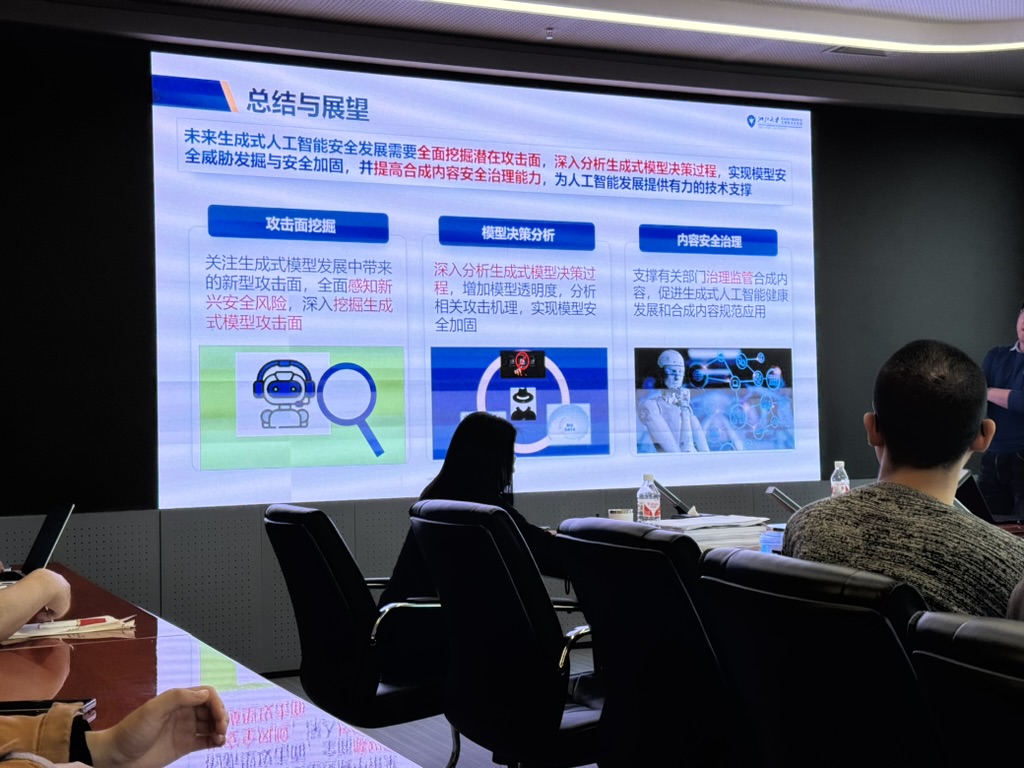 总结与展望
浙江大学
未来生成式人工智能安全发展需要全面挖掘潜在攻击面，深入分析生成式模型决策过程，实现模型安
全威胁发掘与安全加固，并提高合成内容安全治理能力，为人工智能发展提供有力的技术支撑
攻击面挖掘
关注生成式模型发展中带来
的新型攻击面，全面感知新
兴安全风险，深入挖掘生成
式模型攻击面
模型决策分析
深入分析生成式模型决策过
程，增加模型透明度，分析
相关攻击机理，实现模型安
全加固
内容安全治理
支撑有关部门治理监管合成内
容，促进生成式人工智能健康
发展和合成内容规范应用